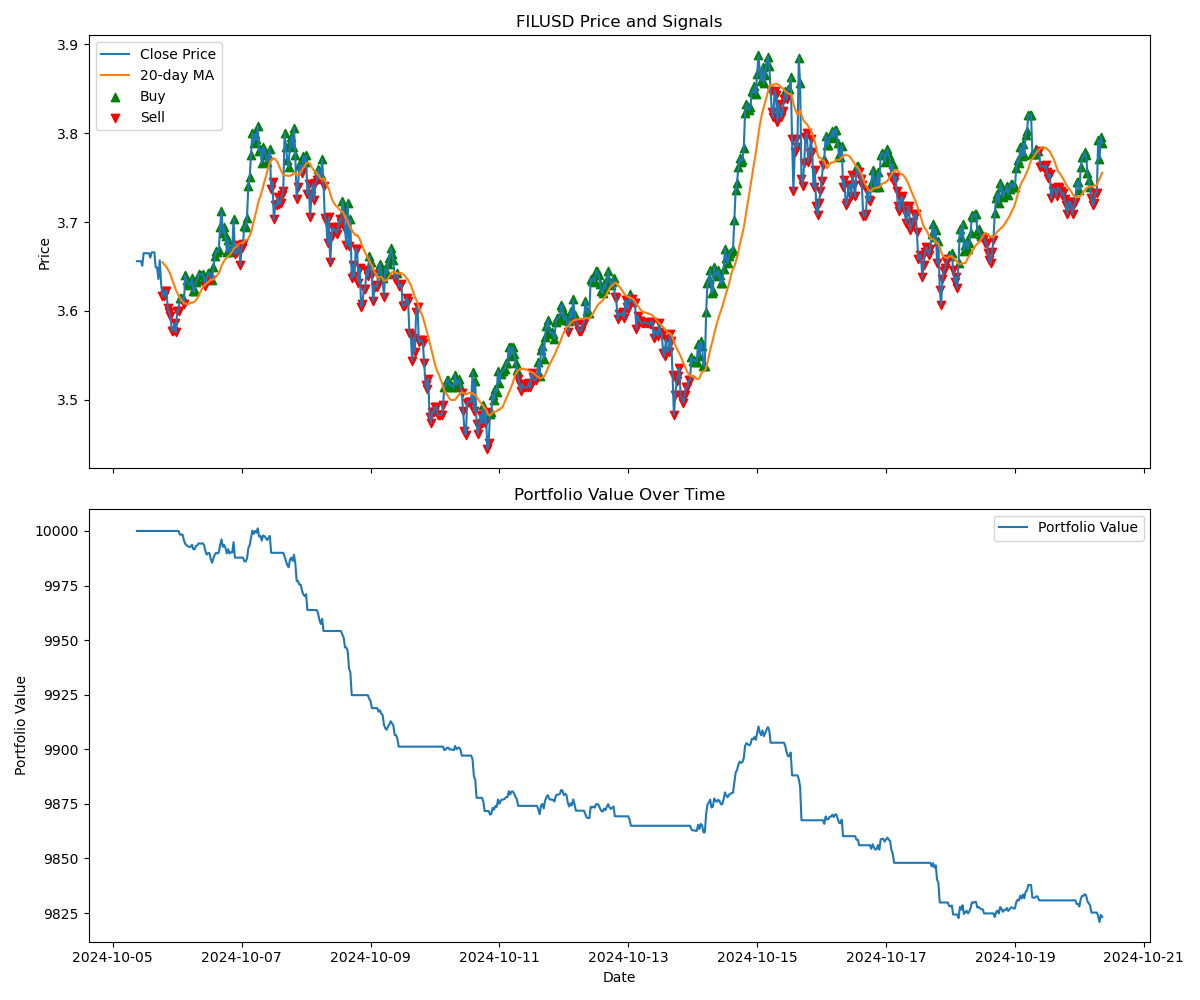 FILUSD Price and Signals
3.9
3.8
3.7
3.6
3.5
Price
Close Price
20-day MA
Buy
Sell
Portfolio Value Over Time
10000
9975
9950
9925
9900
9875
9850
9825
Portfolio Value
Portfolio Value
2024-10-05
2024-10-07
2024-10-09
2024-10-11
2024-10-13
2024-10-15
2024-10-17
2024-10-19
2024-10-21
Date